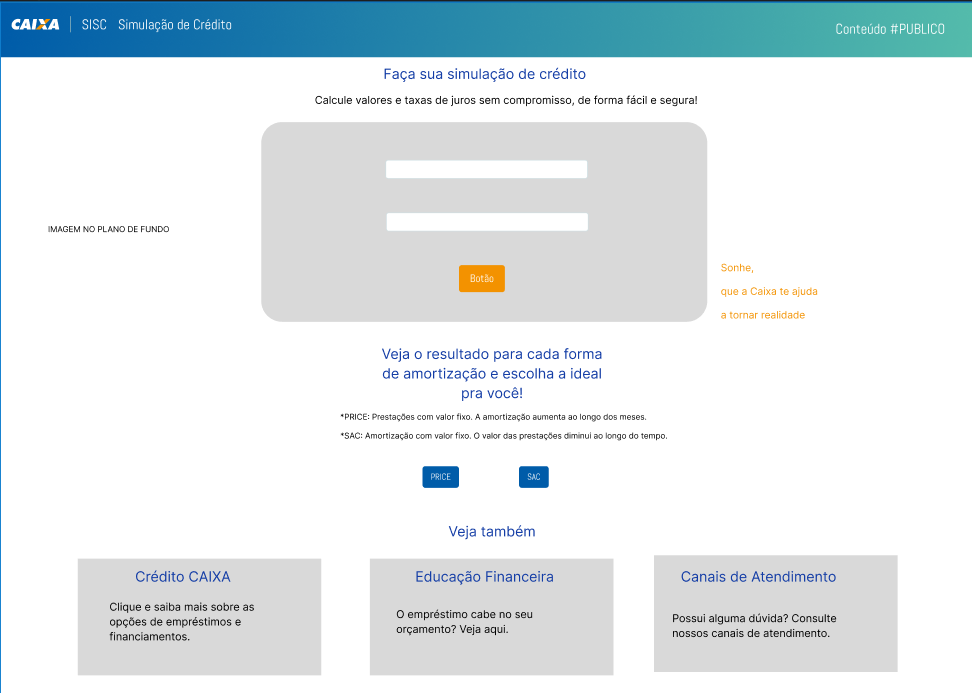 CAIXA SISC Simulação de Crédito
Conteúdo #PUBLICO
Faça sua simulação de crédito
Calcule valores e taxas de juros sem compromisso, de forma fácil e segura!
IMAGEM NO PLANO DE FUNDO
Botão
Sonhe,
que a Caixa te ajuda
a tornar realidade
Veja o resultado para cada forma
de amortização e escolha a ideal
pra você!
*PRICE: Prestações com valor fixo. A amortização aumenta ao longo dos meses.
*SAC: Amortização com valor fixo. O valor das prestações diminui ao longo do tempo.
PRICE
SAC
Veja também
Crédito CAIXA
Clique e saiba mais sobre as
opções de empréstimos e
financiamentos.
Educação Financeira
O empréstimo cabe no seu
orçamento? Veja aqui.
Canais de Atendimento
Possui alguma dúvida? Consulte
nossos canais de atendimento.